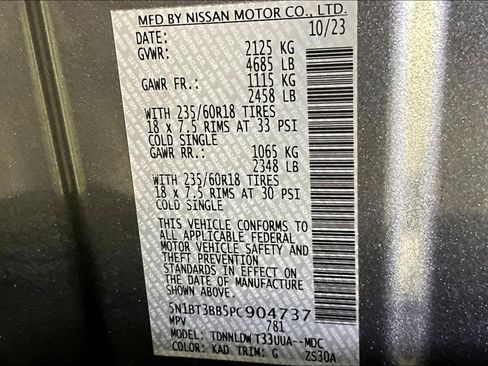 MFD BY NISSAN MOTOR CO., LTD.
DATE: 10/23
GVWR: 2125 KG
4685 LB
GAWR FR.: 1115 KG
2458 LB
WITH 235/60R18 TIRES
18 x 7.5 RIMS AT 33 PSI
COLD SINGLE
GAWR RR.: 1065 KG
2348 LB
WITH 235/60R18 TIRES
18 x 7.5 RIMS AT 30 PSI
COLD SINGLE
THIS VEHICLE CONFORMS TO
ALL APPLICABLE FEDERAL
MOTOR VEHICLE SAFETY AND
THEFT PREVENTION
STANDARDS IN EFFECT ON
THE DATE OF MANUFACTURE
SHOWN ABOVE.
5N1BT3BB5PC904737
MPV 781
MODEL: TDNNLDW T33UUA--MDC
COLOR: KAD TRIM: G ZS30A